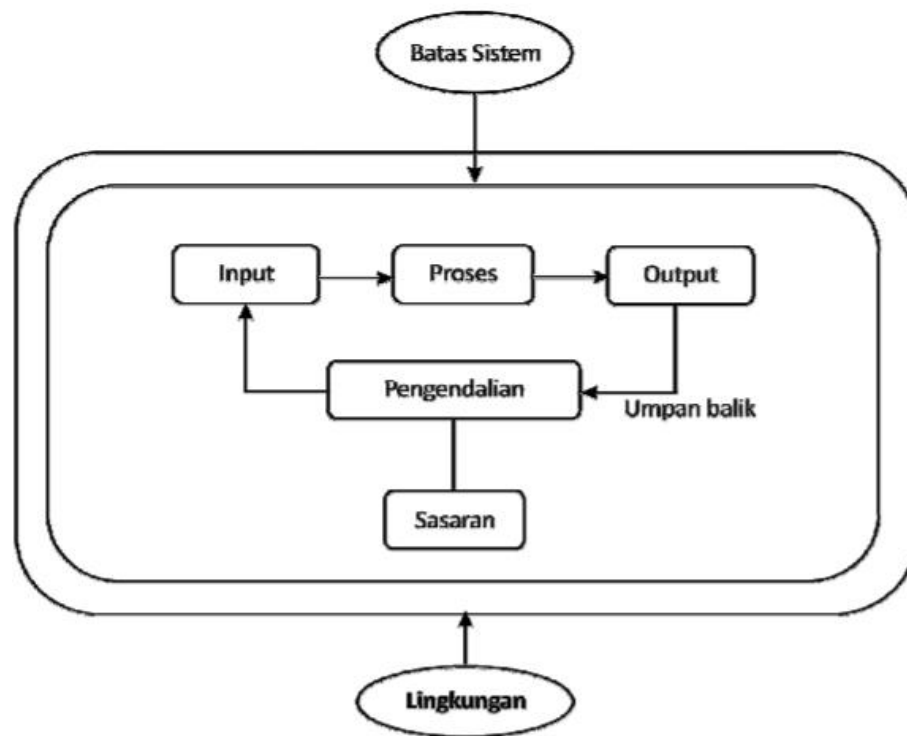 Batas Sistem
Input
Proses
Output
Pengendalian
Umpan balik
Sasaran
Lingkungan